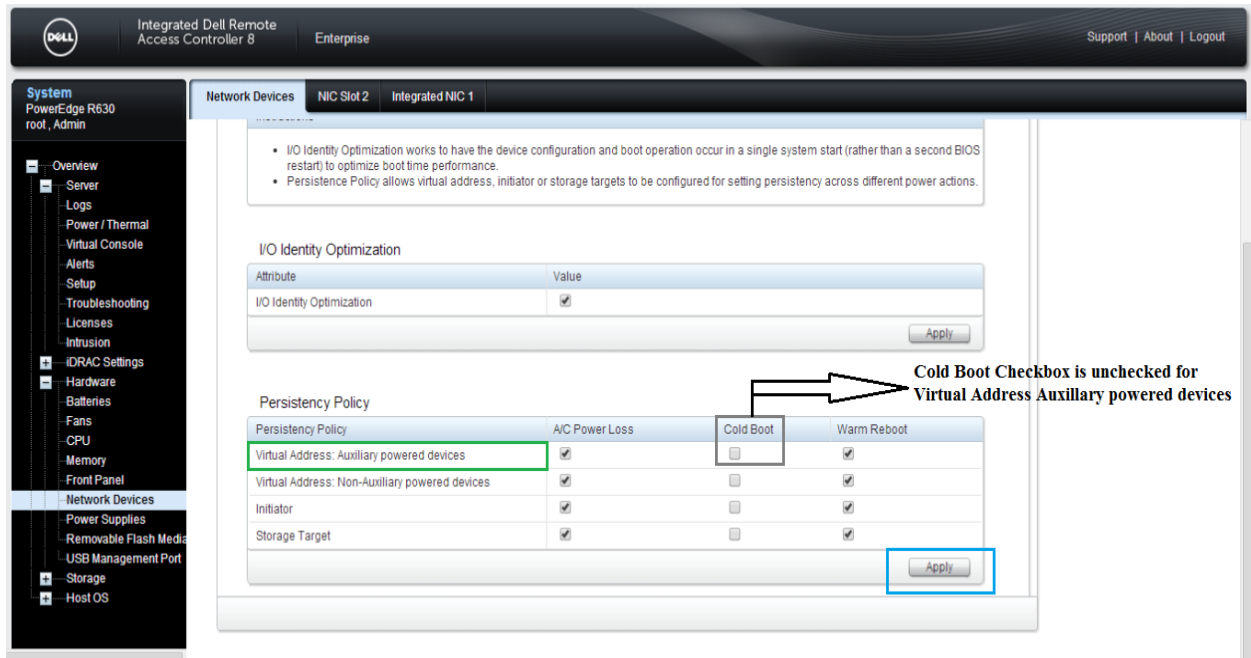 DELL
Integrated Dell Remote
Access Controller 8
Enterprise
Support | About | Logout
System
PowerEdge R630
root , Admin
Overview
Server
Logs
Power / Thermal
Virtual Console
Alerts
Setup
Troubleshooting
Licenses
Intrusion
iDRAC Settings
Hardware
Batteries
Fans
CPU
Memory
Front Panel
Network Devices
Power Supplies
Removable Flash Media
USB Management Port
Storage
Host OS
Network Devices NIC Slot 2 Integrated NIC 1
Instructions
• I/O Identity Optimization works to have the device configuration and boot operation occur in a single system start (rather than a second BIOS
restart) to optimize boot time performance.
• Persistence Policy allows virtual address, initiator or storage targets to be configured for setting persistency across different power actions.
I/O Identity Optimization
Attribute Value
I/O Identity Optimization
Apply
Cold Boot Checkbox is unchecked for
Virtual Address Auxillary powered devices
Persistency Policy
Persistency Policy A/C Power Loss Cold Boot Warm Reboot
Virtual Address: Auxiliary powered devices
Virtual Address: Non-Auxiliary powered devices
Initiator
Storage Target
Apply